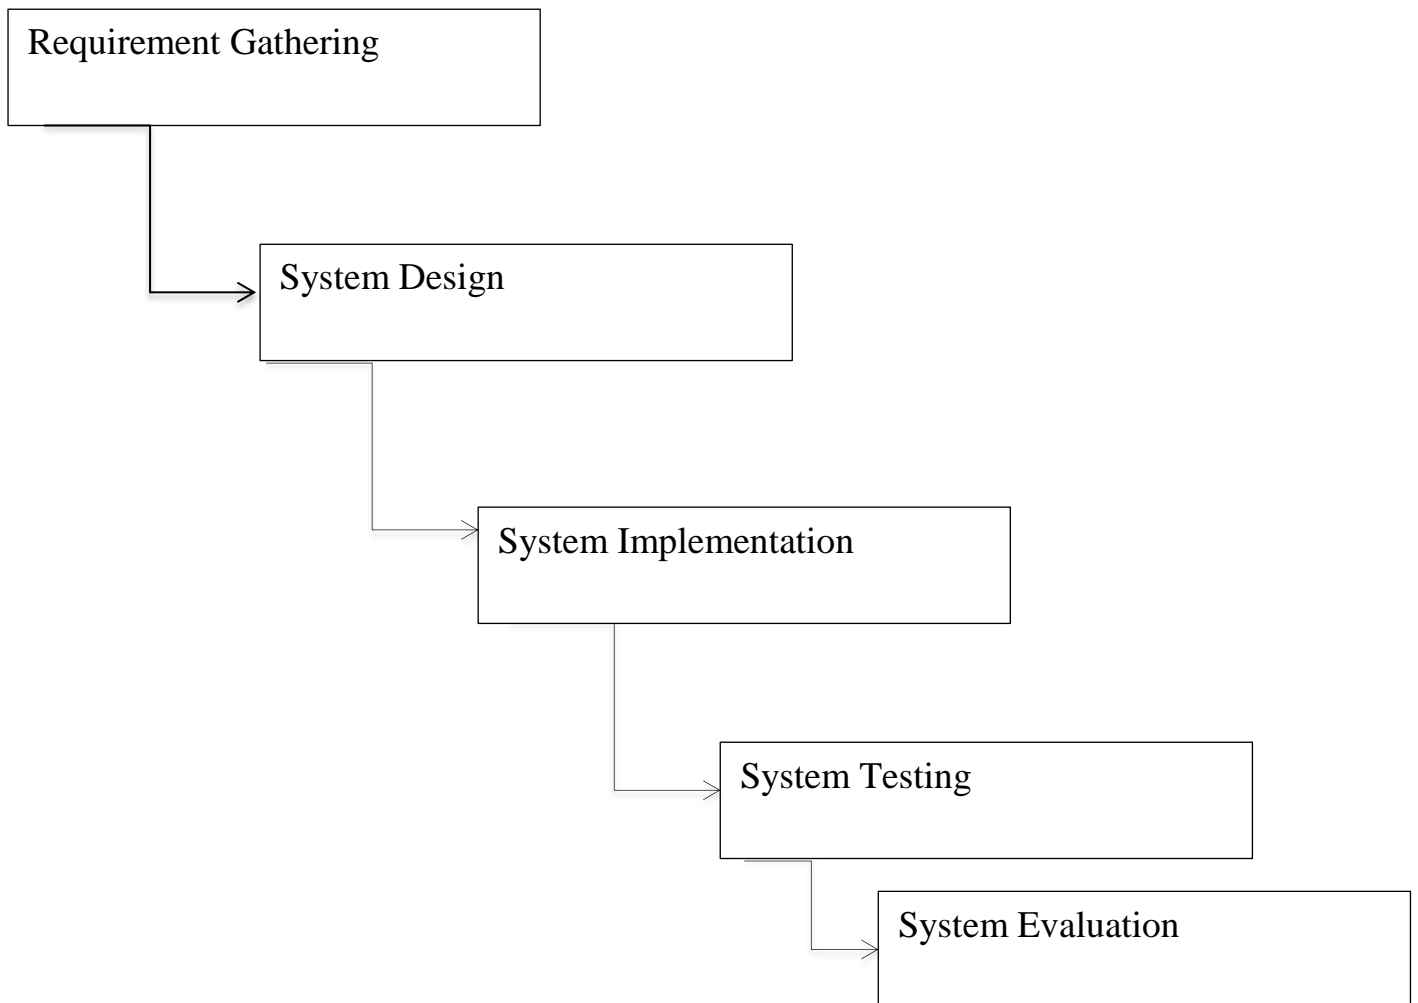 Requirement Gathering
System Design
System Implementation
System Testing
System Evaluation